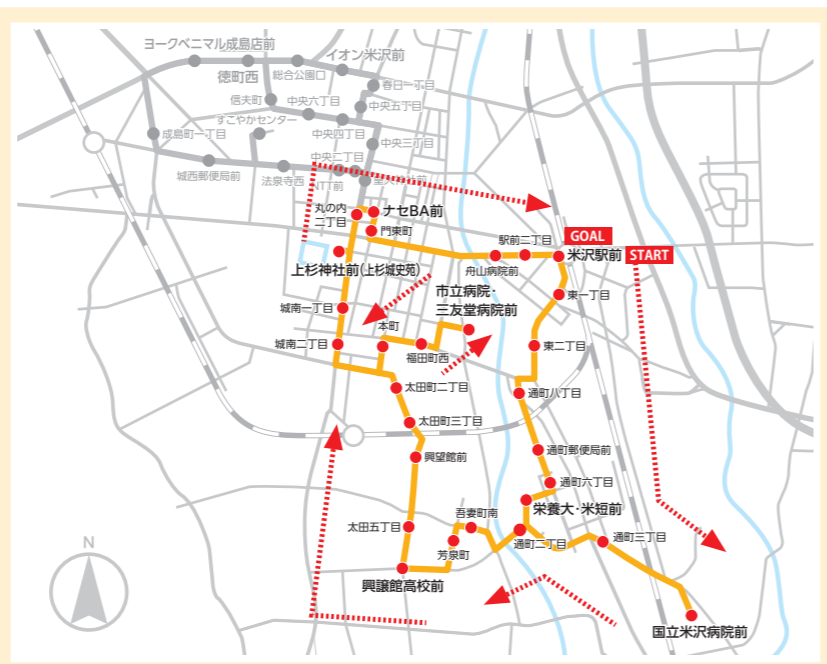 ヨークベニマル成島店前
イオン米沢前
徳町西
総合公園口
春日一丁目
信夫町
中央六丁目
中央五丁目
すこやかセンター
成島町一丁目
中央四丁目
中央三丁目
中央二丁目
城西郵便局前
法泉寺西
NTT前
丸の内
二丁目
ナセBA前
門東町
駅前二丁目
GOAL
米沢駅前
START
上杉神社前(上杉城史苑)
舟山病院前
市立病院・
三友堂病院前
東一丁目
城南一丁目
本町
城南二丁目
福田町西
東二丁目
太田町二丁目
通町八丁目
太田町三丁目
興望館前
通町郵便局前
通町六丁目
栄養大・米短前
吾妻町南
太田五丁目
芳泉町
通町二丁目
通町三丁目
興譲館高校前
国立米沢病院前
N